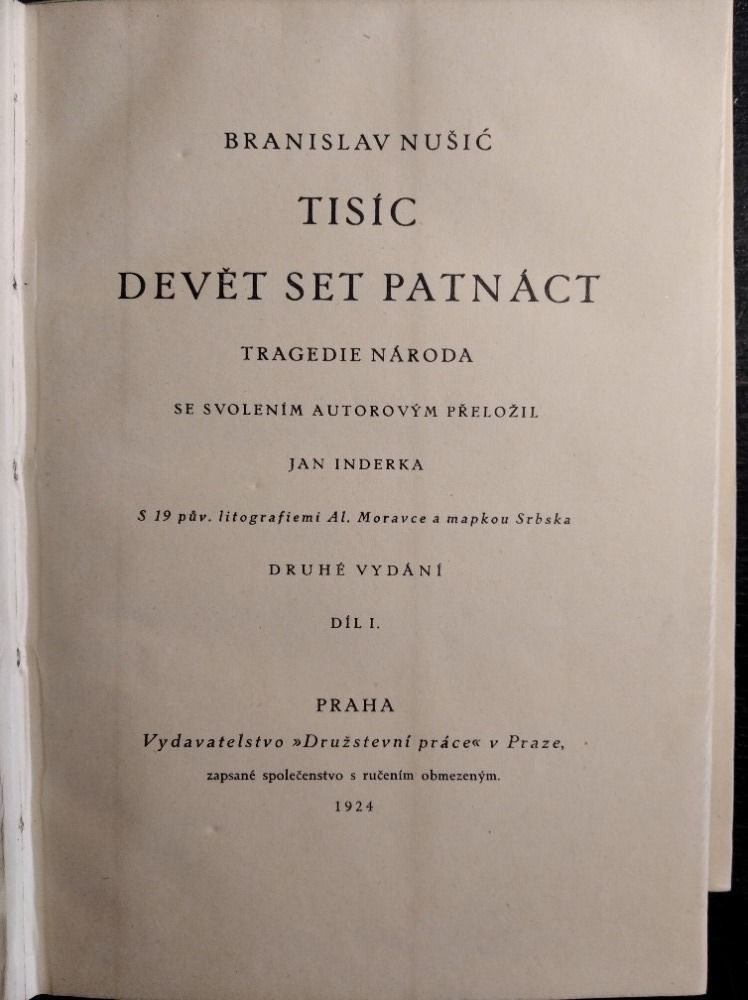 BRANISLAV NUŠIĆ
TISÍC
DEVĚT SET PATNÁCT
TRAGEDIE NÁRODA
SE SVOLENÍM AUTOROVÝM PŘELOŽIL
JAN INDERKA
S 19 pův. litografiemi Al. Moravce a mapkou Srbska
DRUHÉ VYDÁNÍ
DÍL I.
PRAHA
Vydavatelstvo »Družstevní práce« v Praze,
zapsané společenstvo s ručením obmezeným.
1924